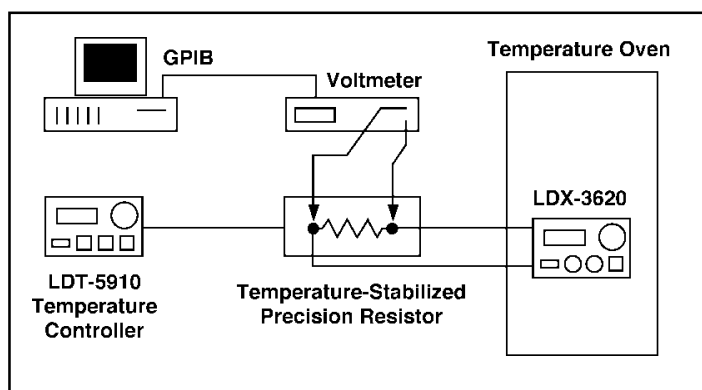 GPIB
Voltmeter
Temperature Oven
LDX-3620
LDT-5910
Temperature
Controller
Temperature-Stabilized
Precision Resistor